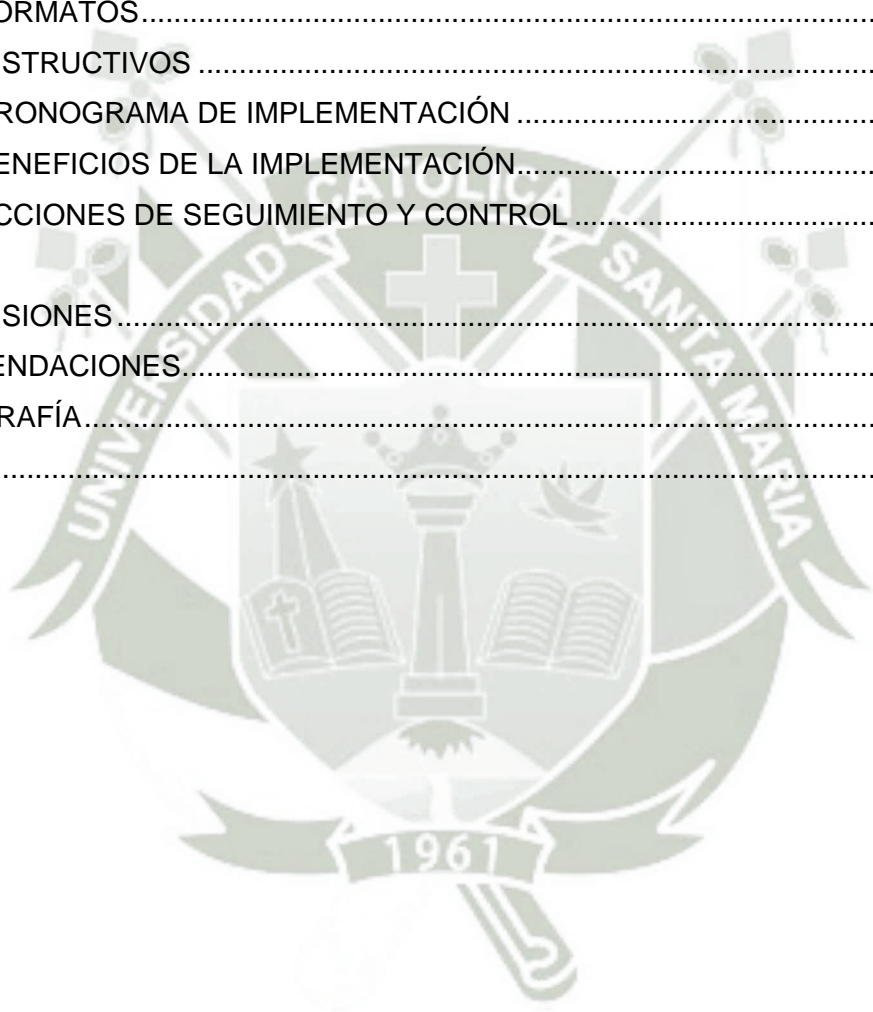 ORMATOS..........................................................................................
STRUCTIVOS ...................................................................................
RONOGRAMA DE IMPLEMENTACIÓN ............................................
ENEFICIOS DE LA IMPLEMENTACIÓN............................................
CCIONES DE SEGUIMIENTO Y CONTROL .....................................
SIONES.............................................................................................
ENDACIONES....................................................................................
RAFÍA................................................................................................
...........................................................................................................
UNIVERSIDAD CATOLICA SANTA MARIA
1961